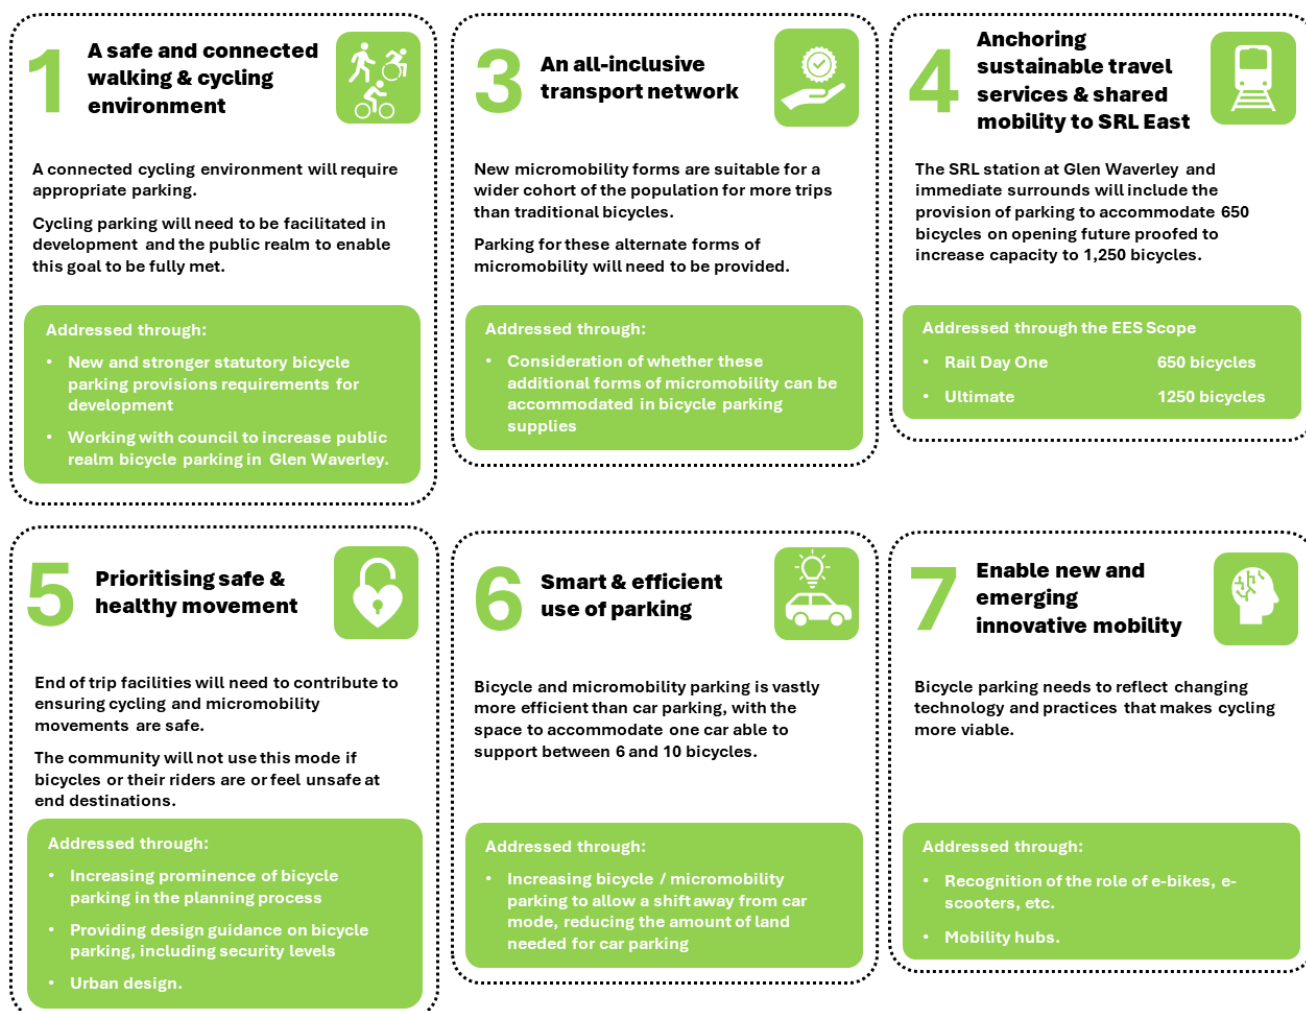 1
A safe and connected
walking & cycling
environment
A connected cycling environment will require
appropriate parking.
Cycling parking will need to be facilitated in
development and the public realm to enable
this goal to be fully met.
Addressed through:
• New and stronger statutory bicycle
parking provisions requirements for
development
• Working with council to increase public
realm bicycle parking in Glen Waverley.
3
An all-inclusive
transport network
New micromobility forms are suitable for a
wider cohort of the population for more trips
than traditional bicycles.
Parking for these alternate forms of
micromobility will need to be provided.
Addressed through:
• Consideration of whether these
additional forms of micromobility can be
accommodated in bicycle parking
supplies
4
Anchoring
sustainable travel
services & shared
mobility to SRL East
The SRL station at Glen Waverley and
immediate surrounds will include the
provision of parking to accommodate 650
bicycles on opening future proofed to
increase capacity to 1,250 bicycles.
Addressed through the EES Scope
• Rail Day One 650 bicycles
• Ultimate 1250 bicycles
5
Prioritising safe &
healthy movement
End of trip facilities will need to contribute to
ensuring cycling and micromobility
movements are safe.
The community will not use this mode if
bicycles or their riders are or feel unsafe at
end destinations.
Addressed through:
• Increasing prominence of bicycle
parking in the planning process
• Providing design guidance on bicycle
parking, including security levels
• Urban design.
6
Smart & efficient
use of parking
Bicycle and micromobility parking is vastly
more efficient than car parking, with the
space to accommodate one car able to
support between 6 and 10 bicycles.
Addressed through:
• Increasing bicycle / micromobility
parking to allow a shift away from car
mode, reducing the amount of land
needed for car parking
7
Enable new and
emerging
innovative mobility
Bicycle parking needs to reflect changing
technology and practices that makes cycling
more viable.
Addressed through:
• Recognition of the role of e-bikes, e-
scooters, etc.
• Mobility hubs.